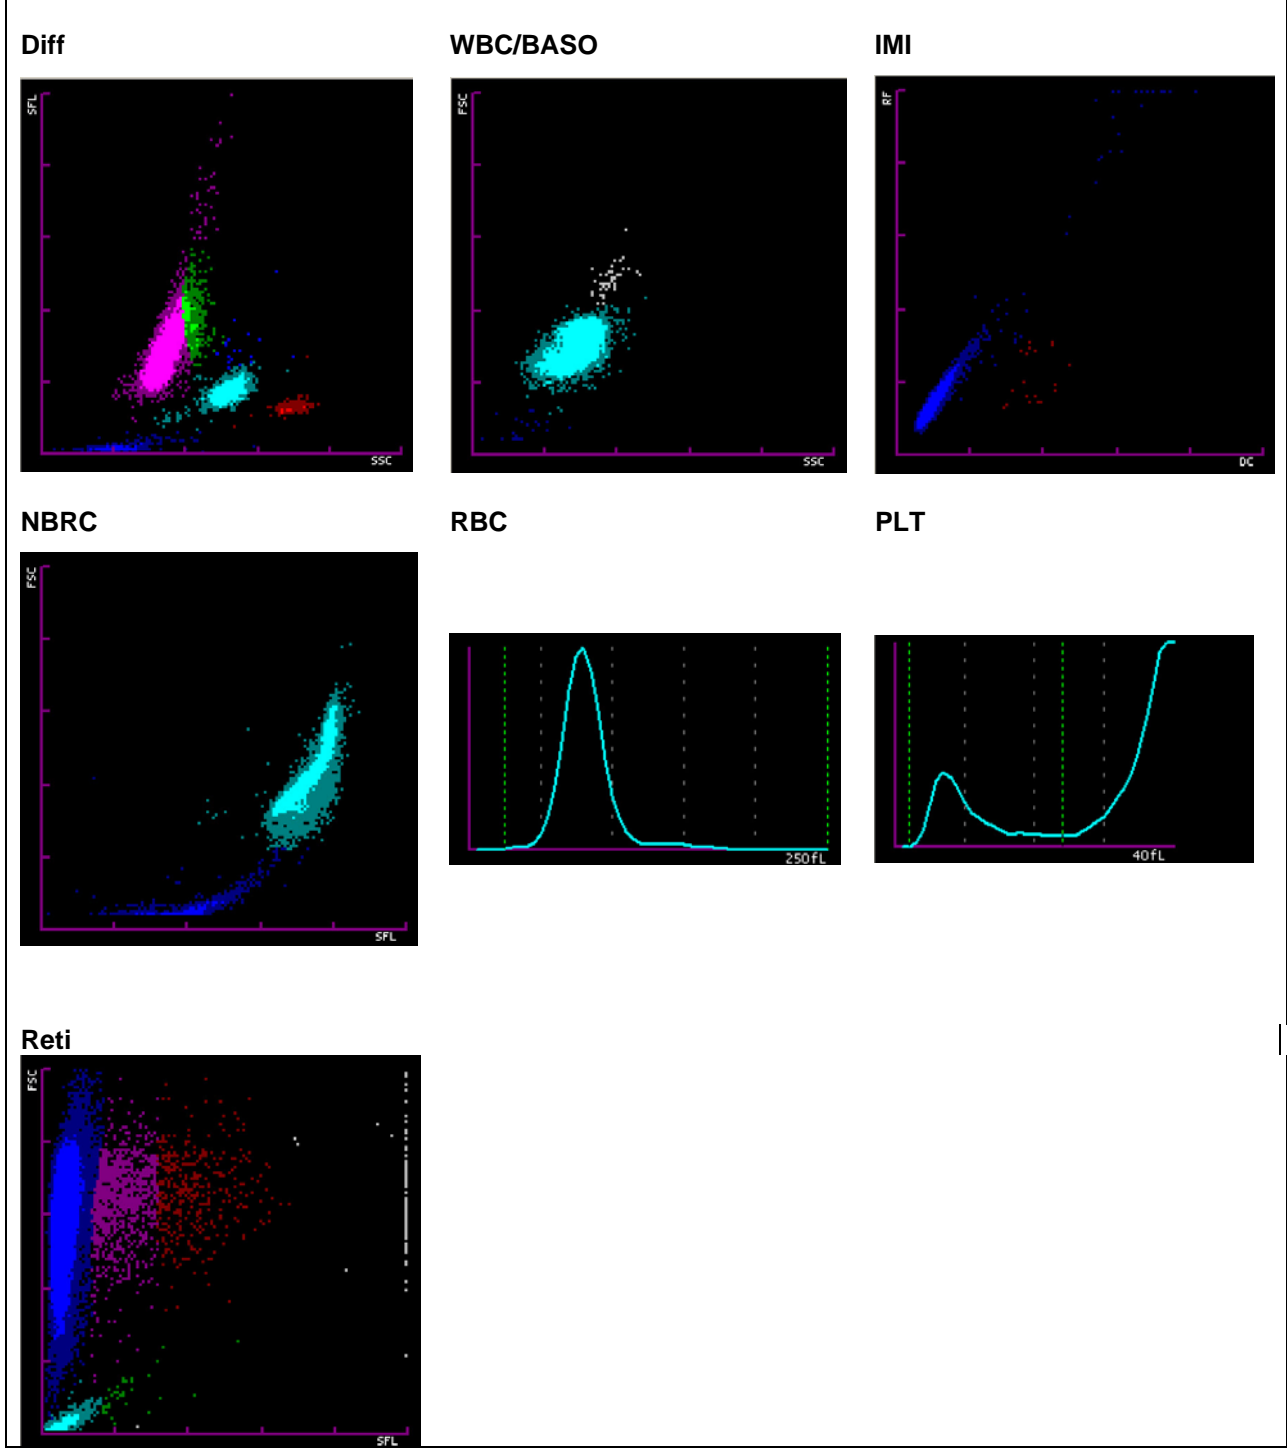 Diff WBC/BASO IMI
SFL
SSC
FSC
SSC
RF
DC
NBRC RBC PLT
FSC
SFL
250fL
40fL
Reti
FSC
SFL